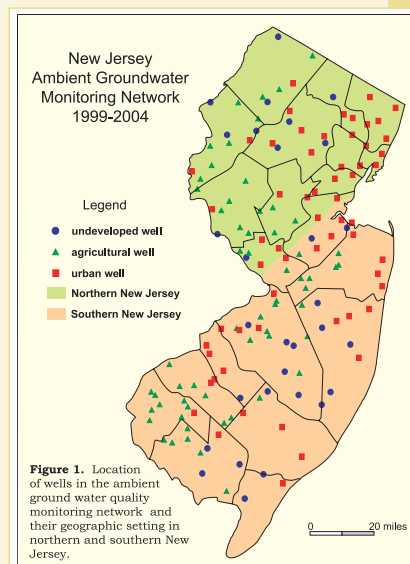 New Jersey
Ambient Groundwater
Monitoring Network
1999-2004
Legend
undeveloped well
agricultural well
urban well
Northern New Jersey
Southern New Jersey
Figure 1. Location
of wells in the ambient
ground water quality
monitoring network and
their geographic setting in
northern and southern New
Jersey.
0 20 miles